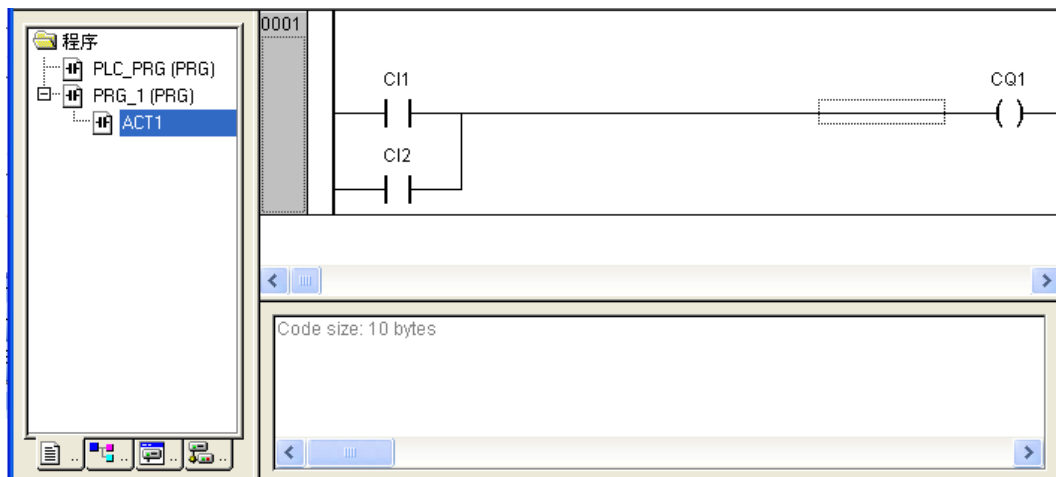 程序
PLC_PRG (PRG)
PRG_1 (PRG)
ACT1
0001
CI1
CQ1
CI2
Code size: 10 bytes
..
..
..
..